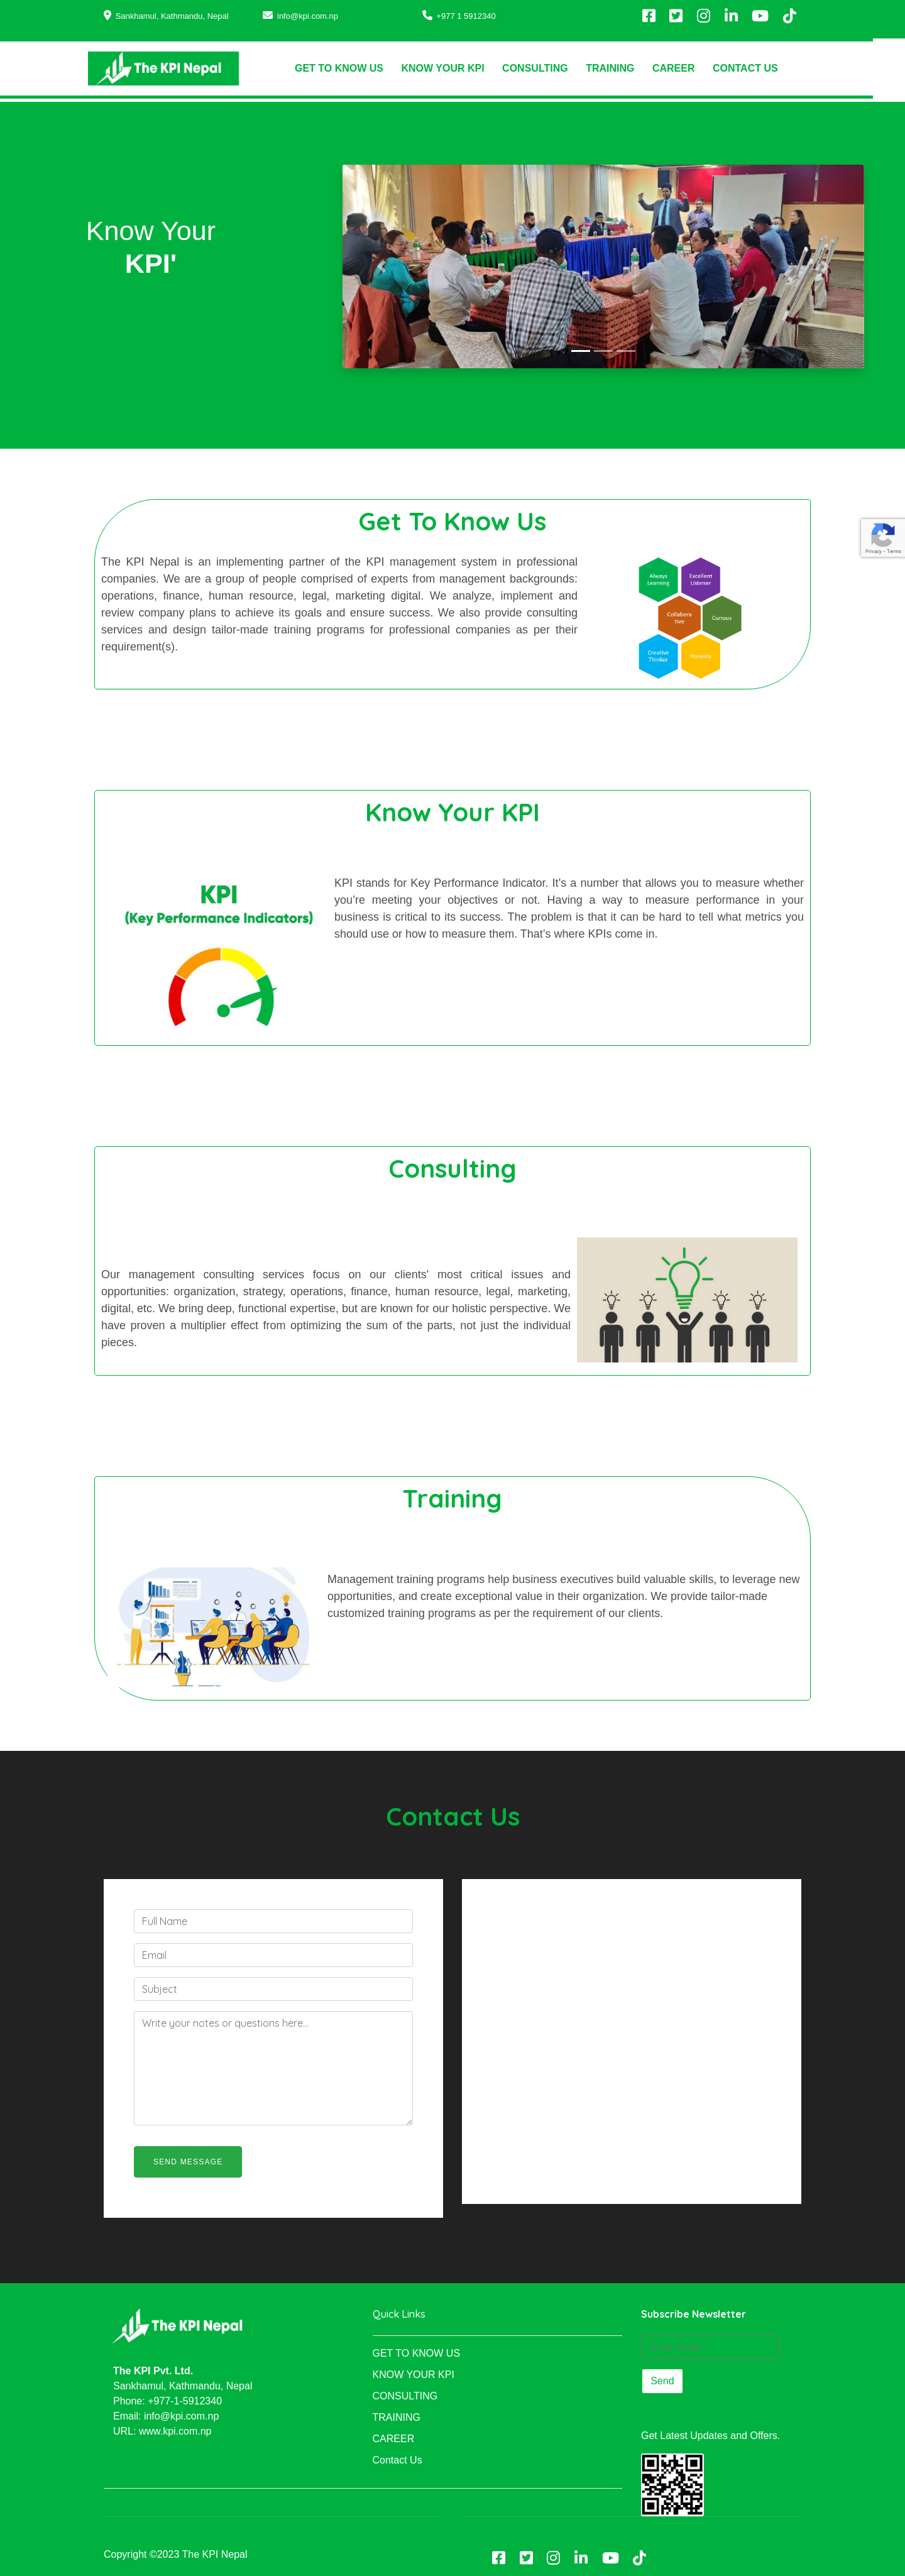 Sankhamul, Kathmandu, Nepal
info@kpi.com.np
+977 1 5912340
The KPI Nepal
GET TO KNOW US
KNOW YOUR KPI
CONSULTING
TRAINING
CAREER
CONTACT US
Know Your
KPI'
Get To Know Us
The KPI Nepal is an implementing partner of the KPI management system in professional
companies. We are a group of people comprised of experts from management backgrounds:
operations, finance, human resource, legal, marketing digital. We analyze, implement and
review company plans to achieve its goals and ensure success. We also provide consulting
services and design tailor-made training programs for professional companies as per their
requirement(s).
Always
Learning
Excellent
Listener
Collabora
tive
Curious
Creative
Thinker
Honesty
Privacy - Terms
Know Your KPI
KPI
(Key Performance Indicators)
KPI stands for Key Performance Indicator. It’s a number that allows you to measure whether
you’re meeting your objectives or not. Having a way to measure performance in your
business is critical to its success. The problem is that it can be hard to tell what metrics you
should use or how to measure them. That’s where KPIs come in.
Consulting
Our management consulting services focus on our clients’ most critical issues and
opportunities: organization, strategy, operations, finance, human resource, legal, marketing,
digital, etc. We bring deep, functional expertise, but are known for our holistic perspective. We
have proven a multiplier effect from optimizing the sum of the parts, not just the individual
pieces.
Training
Management training programs help business executives build valuable skills, to leverage new
opportunities, and create exceptional value in their organization. We provide tailor-made
customized training programs as per the requirement of our clients.
Contact Us
Full Name
Email
Subject
Write your notes or questions here...
SEND MESSAGE
The KPI Nepal
The KPI Pvt. Ltd.
Sankhamul, Kathmandu, Nepal
Phone: +977-1-5912340
Email: info@kpi.com.np
URL: www.kpi.com.np
Quick Links
GET TO KNOW US
KNOW YOUR KPI
CONSULTING
TRAINING
CAREER
Contact Us
Subscribe Newsletter
Send
Get Latest Updates and Offers.
Copyright ©2023 The KPI Nepal